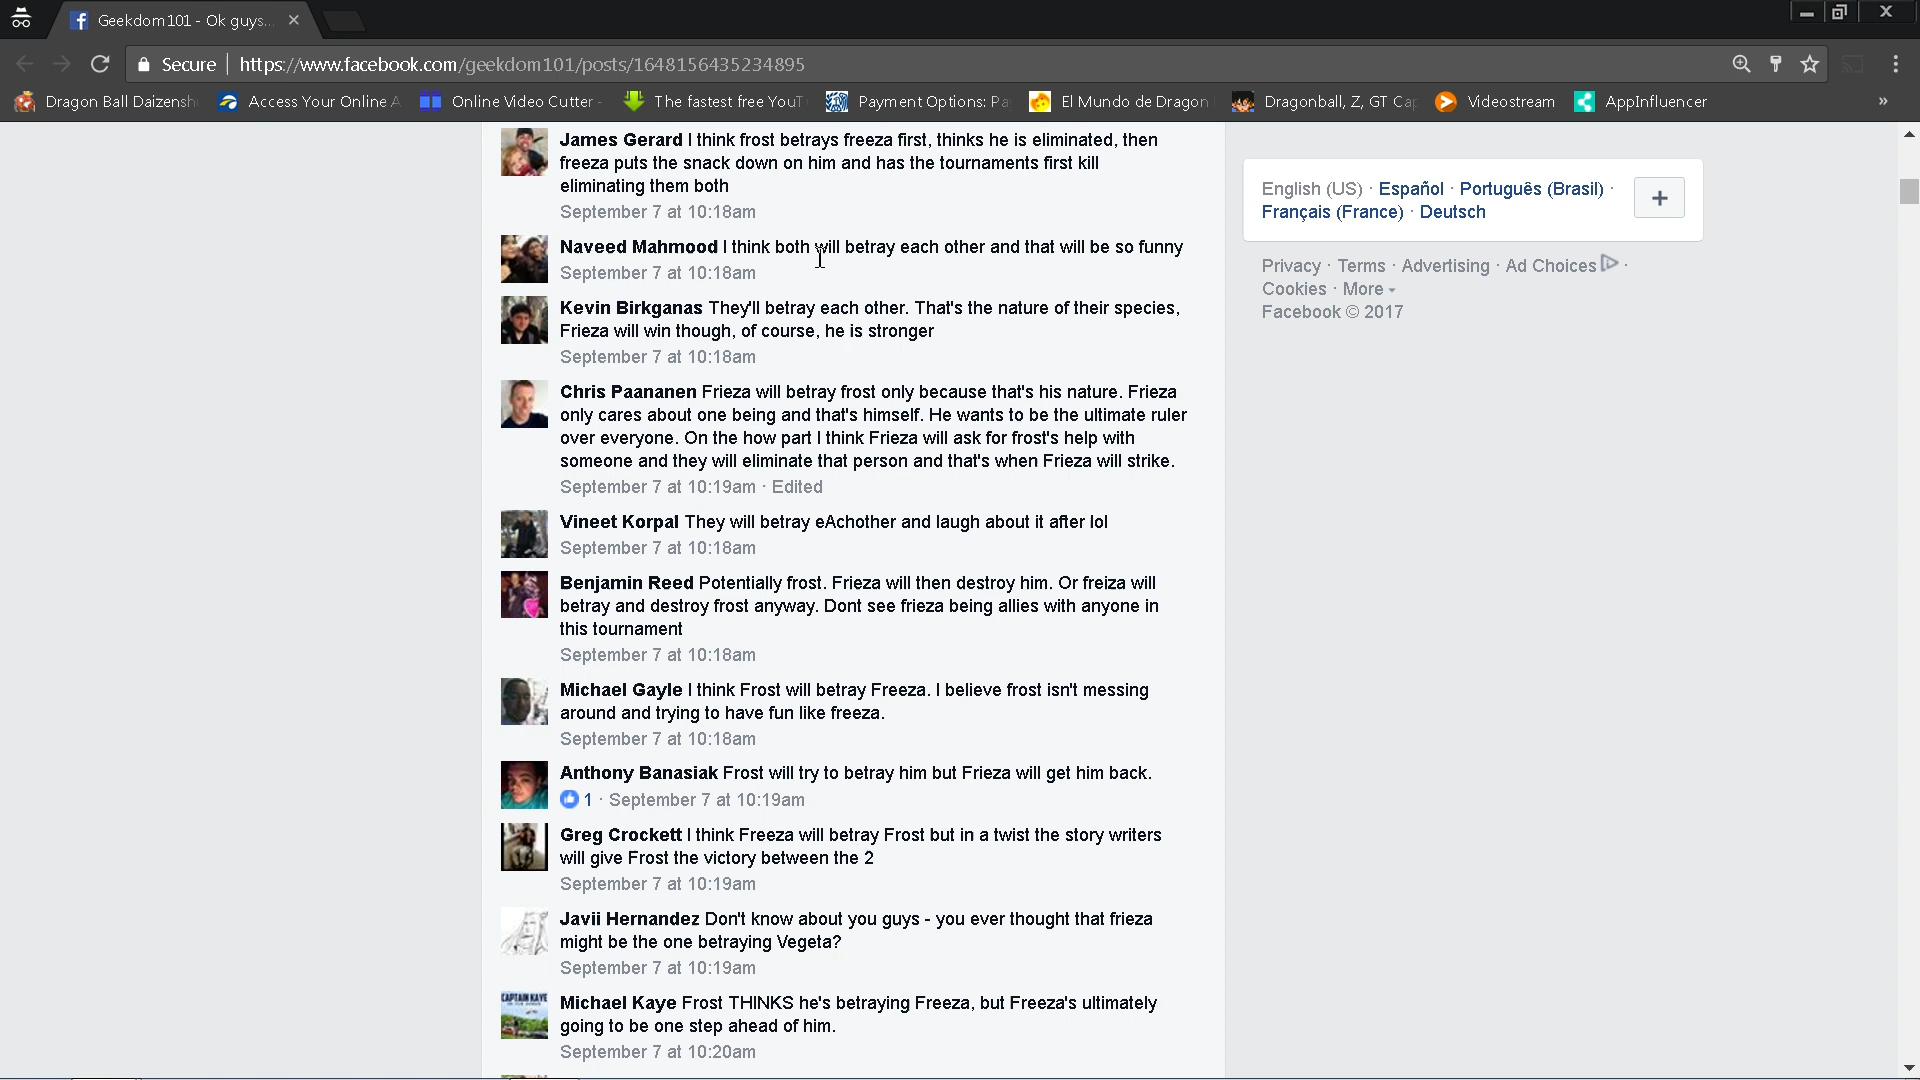 Geekdom101 - Ok guys...
Secure
https://www.facebook.com/geekdom101/posts/1648156435234895
Dragon Ball Daizensh
Access Your Online A
Online Video Cutter -
The fastest free YouT
Payment Options: Pa
El Mundo de Dragon
Dragonball, Z, GT Cap
Videostream
AppInfluencer
»
James Gerard I think frost betrays freeza first, thinks he is eliminated, then
freeza puts the snack down on him and has the tournaments first kill
eliminating them both
September 7 at 10:18am
Naveed Mahmood I think both will betray each other and that will be so funny
September 7 at 10:18am
Kevin Birkganas They'll betray each other. That's the nature of their species,
Frieza will win though, of course, he is stronger
September 7 at 10:18am
Chris Paananen Frieza will betray frost only because that's his nature. Frieza
only cares about one being and that's himself. He wants to be the ultimate ruler
over everyone. On the how part I think Frieza will ask for frost's help with
someone and they will eliminate that person and that's when Frieza will strike.
September 7 at 10:19am · Edited
Vineet Korpal They will betray eAchother and laugh about it after lol
September 7 at 10:18am
Benjamin Reed Potentially frost. Frieza will then destroy him. Or freiza will
betray and destroy frost anyway. Dont see frieza being allies with anyone in
this tournament
September 7 at 10:18am
Michael Gayle I think Frost will betray Freeza. I believe frost isn't messing
around and trying to have fun like freeza.
September 7 at 10:18am
Anthony Banasiak Frost will try to betray him but Frieza will get him back.
1 · September 7 at 10:19am
Greg Crockett I think Freeza will betray Frost but in a twist the story writers
will give Frost the victory between the 2
September 7 at 10:19am
Javii Hernandez Don't know about you guys - you ever thought that frieza
might be the one betraying Vegeta?
September 7 at 10:19am
CAPTAIN KAYE
Michael Kaye Frost THINKS he's betraying Freeza, but Freeza's ultimately
going to be one step ahead of him.
September 7 at 10:20am
English (US) · Español · Português (Brasil) ·
Français (France) · Deutsch
+
Privacy · Terms · Advertising · Ad Choices ·
Cookies · More
Facebook © 2017